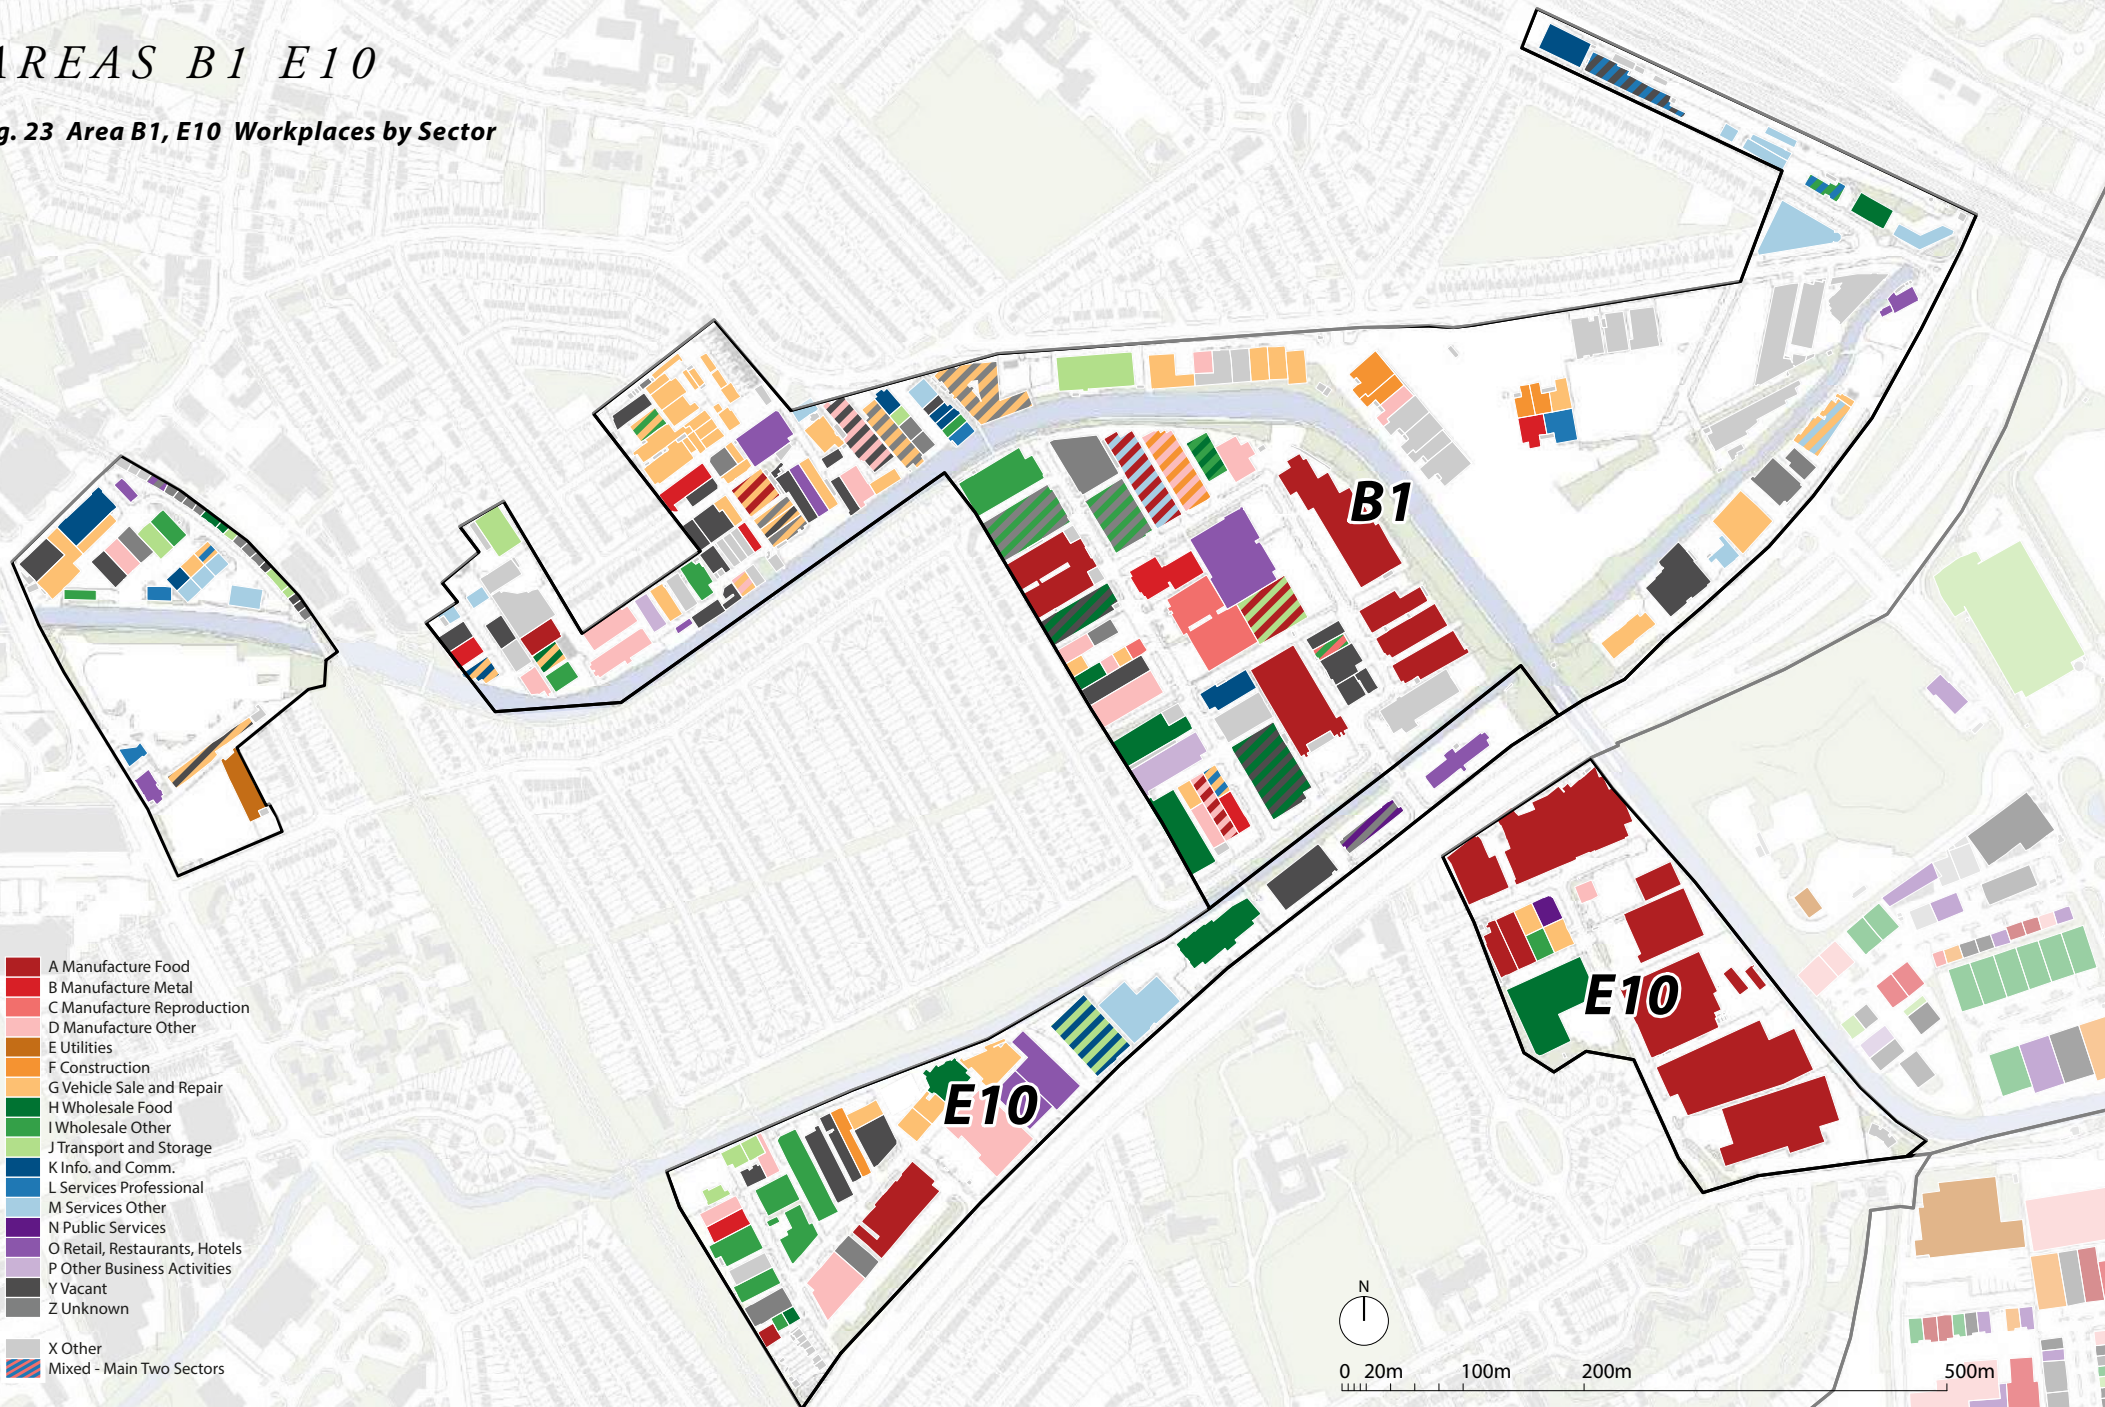 AREAS B1 E10
g. 23 Area B1, E10 Workplaces by Sector
B1
E10
E10
A Manufacture Food
B Manufacture Metal
C Manufacture Reproduction
D Manufacture Other
E Utilities
F Construction
G Vehicle Sale and Repair
H Wholesale Food
I Wholesale Other
J Transport and Storage
K Info. and Comm.
L Services Professional
M Services Other
N Public Services
O Retail, Restaurants, Hotels
P Other Business Activities
Y Vacant
Z Unknown
X Other
Mixed - Main Two Sectors
N
0 20m 100m 200m 500m